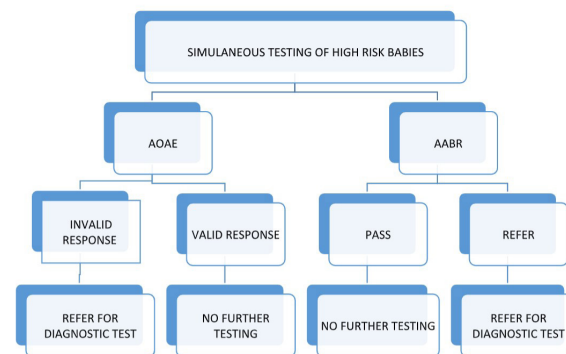 SIMULANEOUS TESTING OF HIGH RISK BABIES
AOAE
AABR
INVALID
RESPONSE
VALID RESPONSE
PASS
REFER
REFER FOR
DIAGNOSTIC TEST
NO FURTHER
TESTING
NO FURTHER TESTING
REFER FOR
DIAGNOSTIC TEST